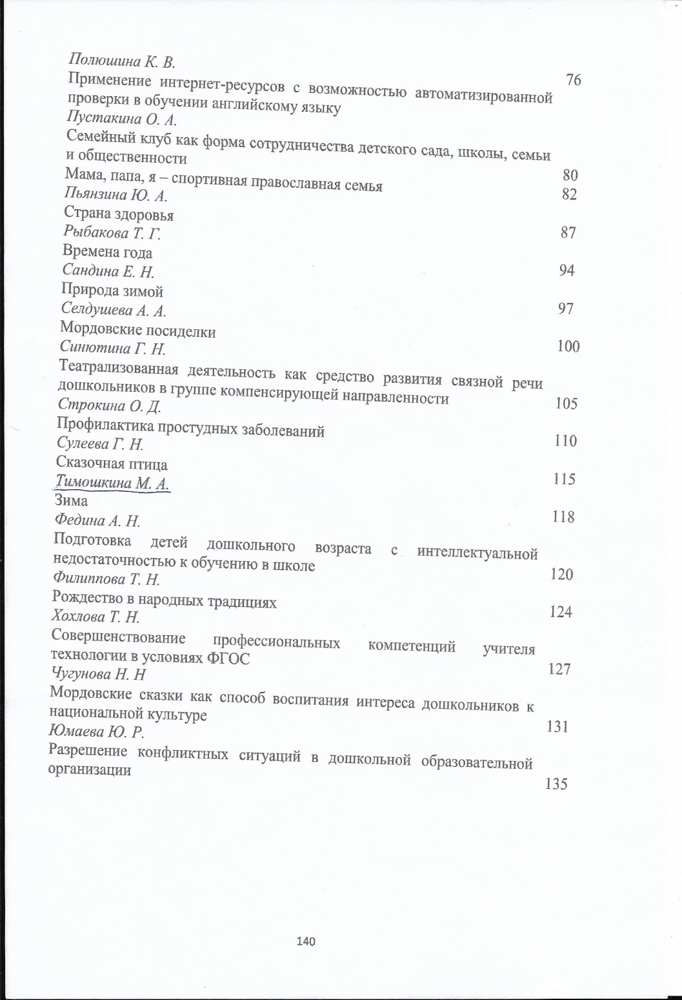 Полюшина К. В.
76
Применение интернет-ресурсов с возможностью автоматизированной
проверки в обучении английскому языку
Пустакина О. А.
Семейный клуб как форма сотрудничества детского сада, школы, семьи
и общественности
80
Мама, папа, я – спортивная православная семья
82
Пьянзина Ю. А.
Страна здоровья
87
Рыбакова Т. Г.
Времена года
94
Сандина Е. Н.
Природа зимой
97
Селдушева А. А.
Мордовские посиделки
100
Синютина Г. Н.
Театрализованная деятельность как средство развития связной речи
дошкольников в группе компенсирующей направленности
105
Строкина О. Д.
Профилактика простудных заболеваний
110
Сулеева Г. Н.
Сказочная птица
115
Тимошкина М. А.
Зима
118
Федина А. Н.
Подготовка детей дошкольного возраста с интеллектуальной
недостаточностью к обучению в школе
120
Филиппова Т. Н.
Рождество в народных традициях
124
Хохлова Т. Н.
Совершенствование профессиональных компетенций учителя
технологии в условиях ФГОС
127
Чугунова Н. Н
Мордовские сказки как способ воспитания интереса дошкольников к
национальной культуре
131
Юмаева Ю. Р.
Разрешение конфликтных ситуаций в дошкольной образовательной
организации
135
140